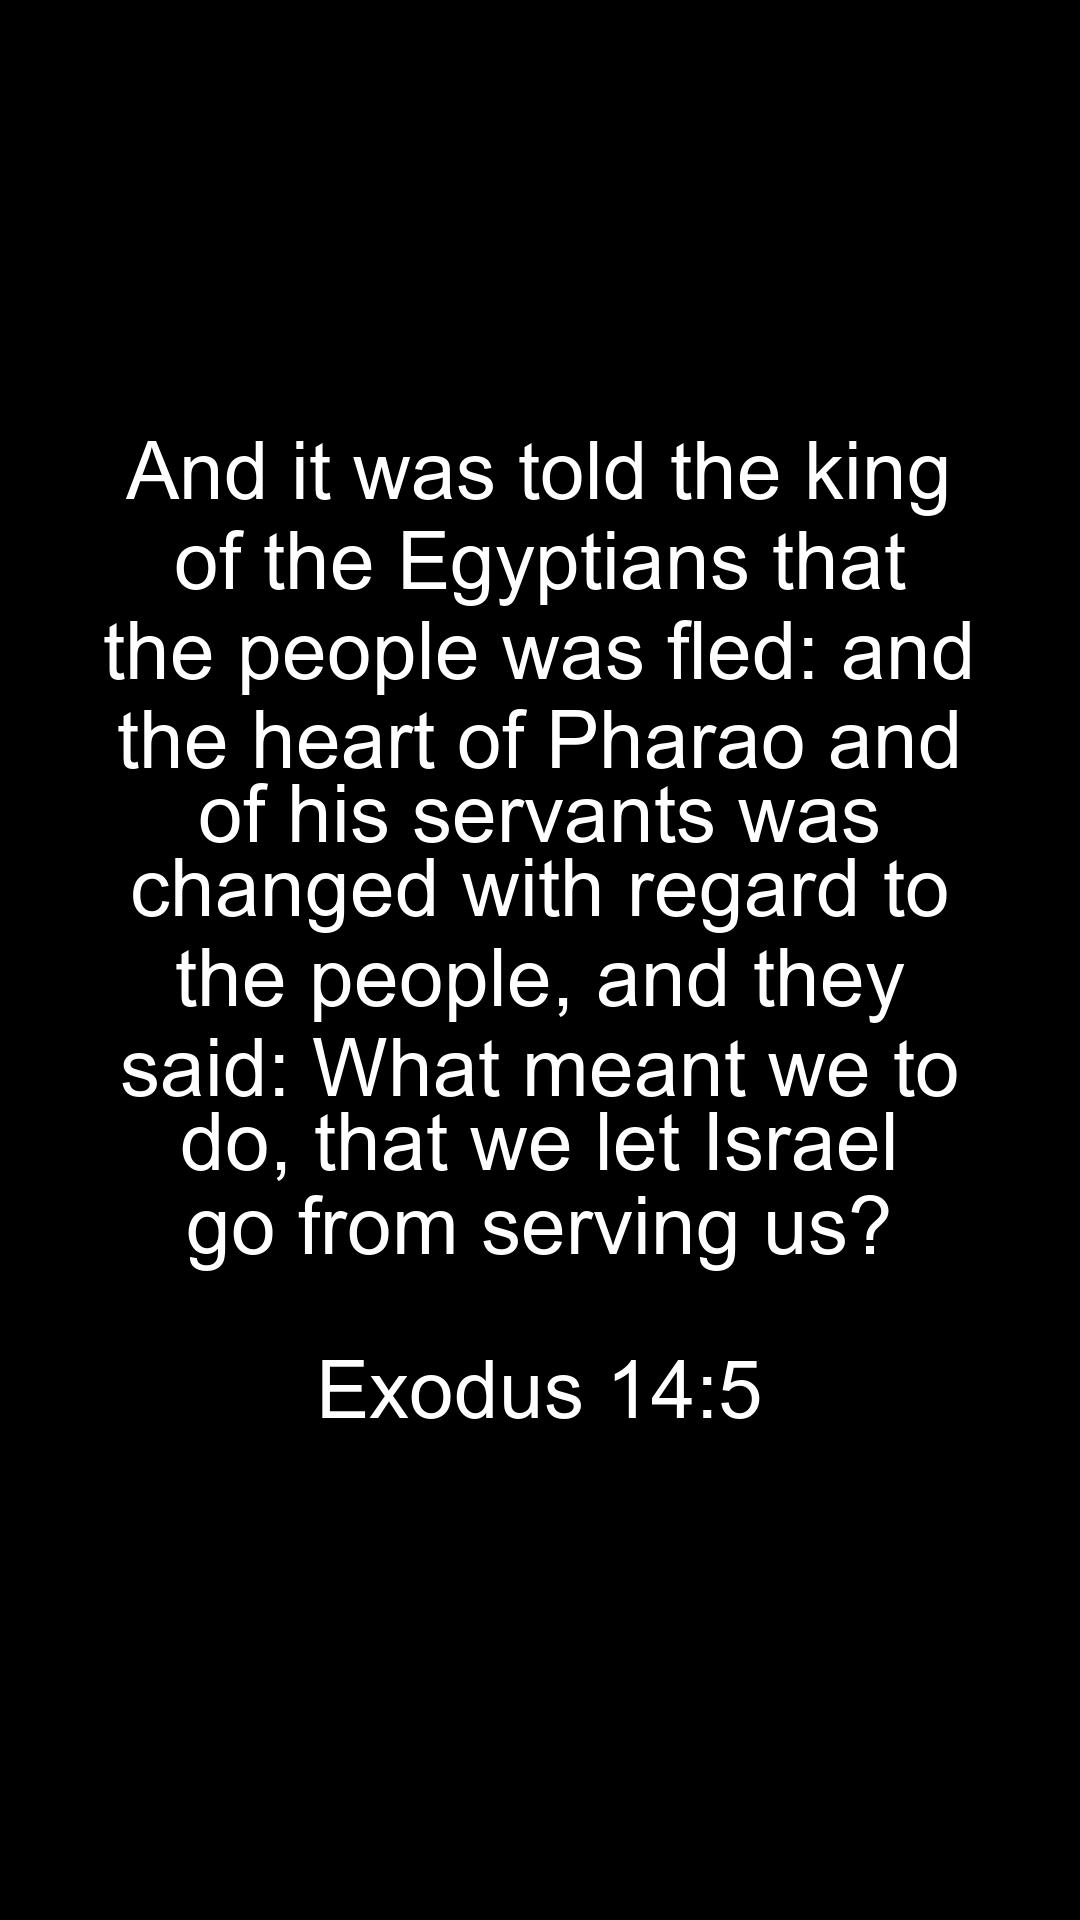 And it was told the king
of the Egyptians that
the people was fled: and
the heart of Pharao and
of his servants was
changed with regard to
the people, and they
said: What meant we to
do, that we let Israel
go from serving us?
Exodus 14:5